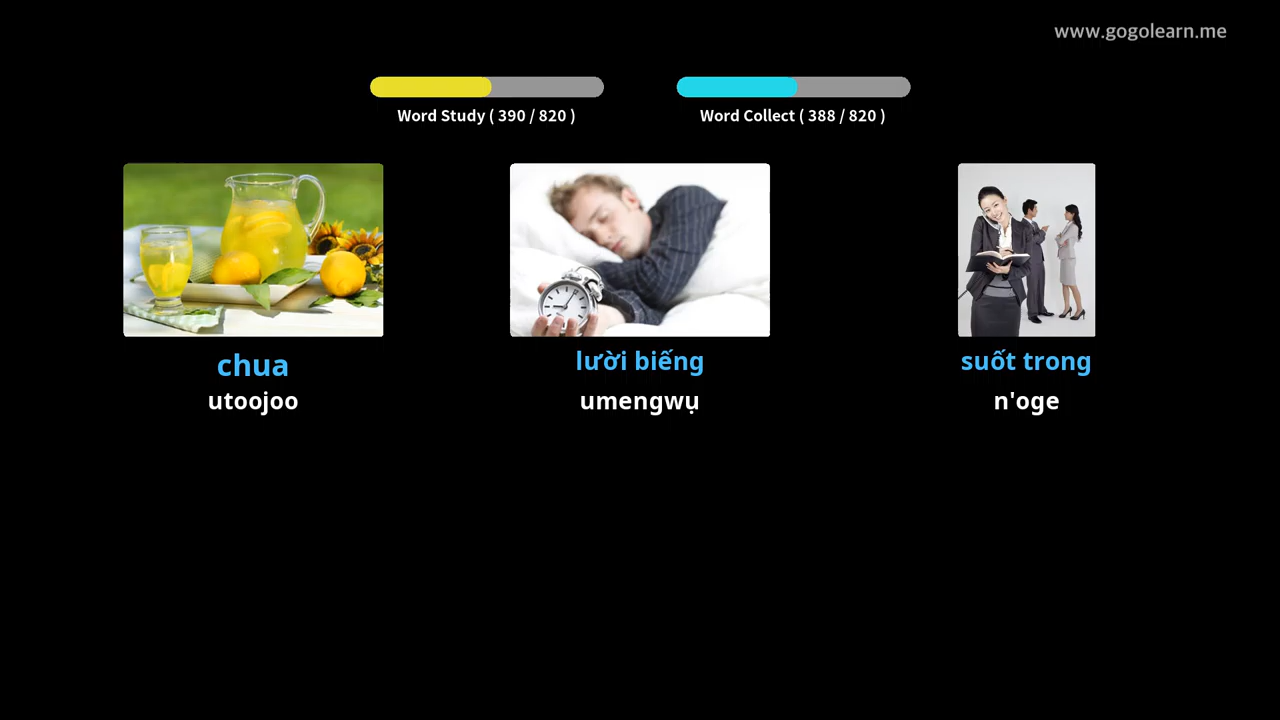 www.gogolearn.me
Word Study ( 390 / 820 )
Word Collect ( 388 / 820 )
chua
lười biếng
suốt trong
utoojoo
umengwụ
n'oge